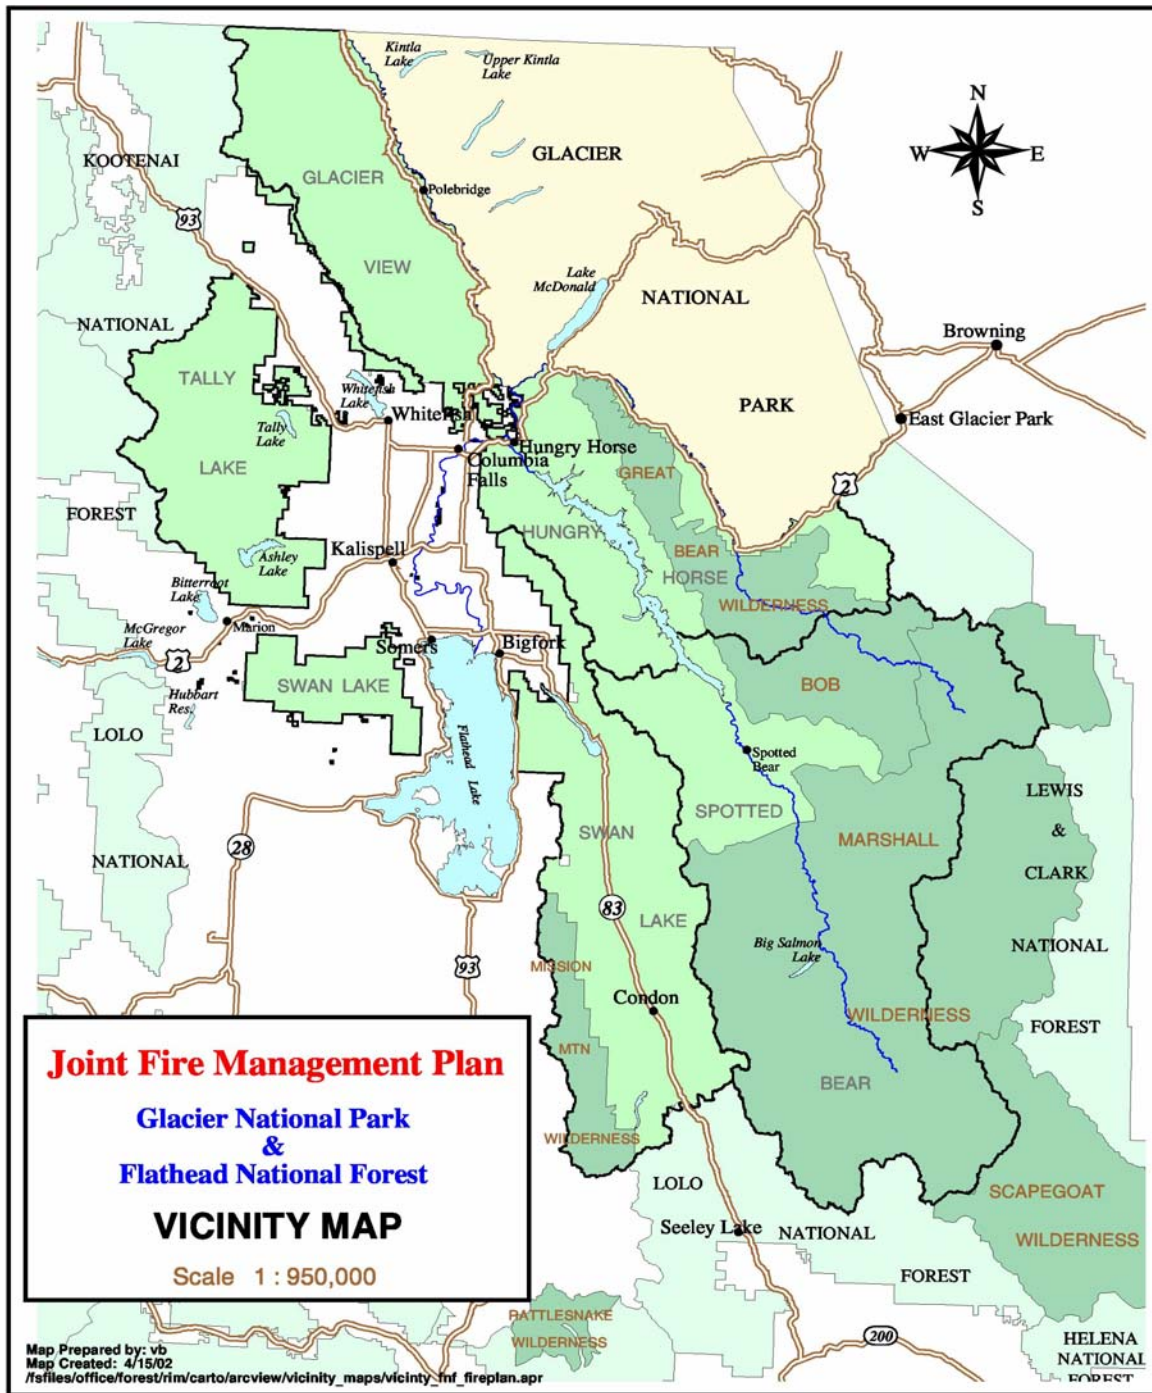 Kintla
Lake
Upper Kintla
Lake
N
W
E
S
KOOTENAI
GLACIER
GLACIER
Polebridge
93
VIEW
Lake
McDonald
NATIONAL
NATIONAL
Browning
TALLY
Whitefish
Lake
Whitefish
PARK
East Glacier Park
Tally
Lake
Hungry Horse
Columbia
Falls
LAKE
GREAT
2
FOREST
HUNGRY
Kalispell
Ashley
Lake
BEAR
HORSE
Bitterroot
Lake
WILDERNESS
Marion
McGregor
Lake
2
Somers
Bigfork
SWAN LAKE
BOB
Hubbart
Res.
LOLO
Flathead Lake
Spotted
Bear
LEWIS
&
CLARK
SPOTTED
SWAN
MARSHALL
28
NATIONAL
83
LAKE
NATIONAL
Big Salmon
Lake
93
MISSION
Condon
WILDERNESS
FOREST
MTN
BEAR
WILDERNESS
Joint Fire Management Plan
Glacier National Park
&
Flathead National Forest
VICINITY MAP
Scale 1 : 950,000
LOLO
SCAPEGOAT
Seeley Lake
NATIONAL
WILDERNESS
FOREST
RATTLESNAKE
WILDERNESS
200
HELENA
NATIONAL
FOREST
Map Prepared by: vb
Map Created: 4/15/02
/fsfiles/office/forest/rim/carto/arcview/vicinity_maps/vicinty_fnf_fireplan.apr